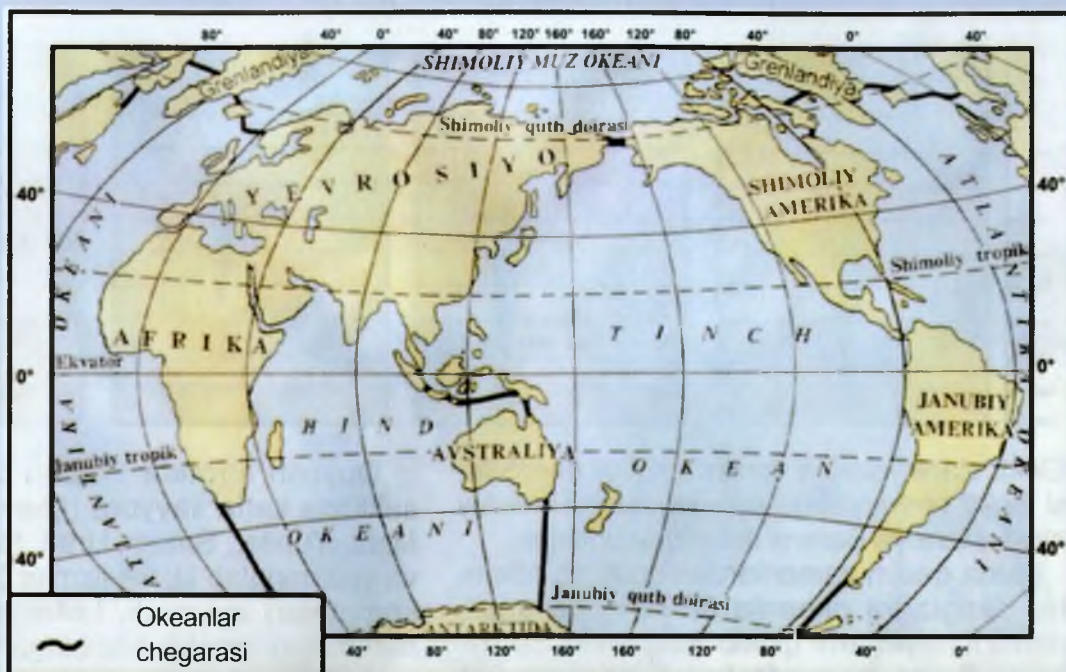 80° 40° 0° 40° 80° 120° 160° 160° 120° 80° 40° 0° 40°
SHIMOLIY MUZ OKEANI
Grenlandiya
Grenlandiya
Shimoliy qutb doirasi
YEVROSIYO
SHIMOLIY
AMERIKA
40°
40°
ATLANTIKA OKEANI
ATLANTIKA OKEANI
Shimoliy tropik
AFRIKA
TINCH
OKEAN
Ekvator
0°
0°
JANUBIY
AMERIKA
HIND
OKEANI
AVSTRALIYA
Janubiy tropik
40°
40°
Janubiy qutb doirasi
ANTARKTIDA
Okeanlar
chegarasi
40° 80° 120° 160° 160° 120° 80° 40° 0°